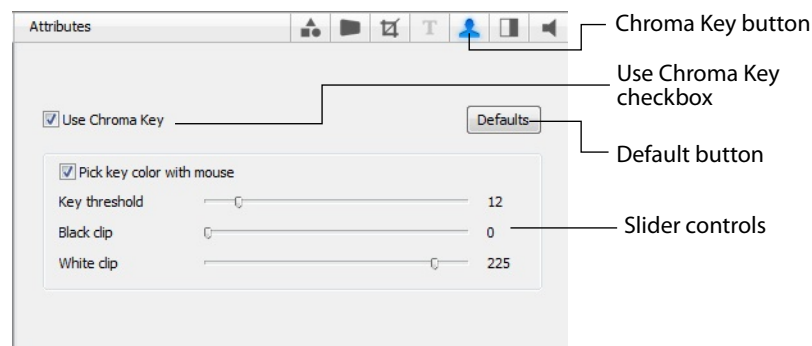 Attributes
T
Chroma Key button
Use Chroma Key
checkbox
Use Chroma Key
Defaults
Default button
Pick key color with mouse
Key threshold 12
Black clip 0
Slider controls
White clip 225